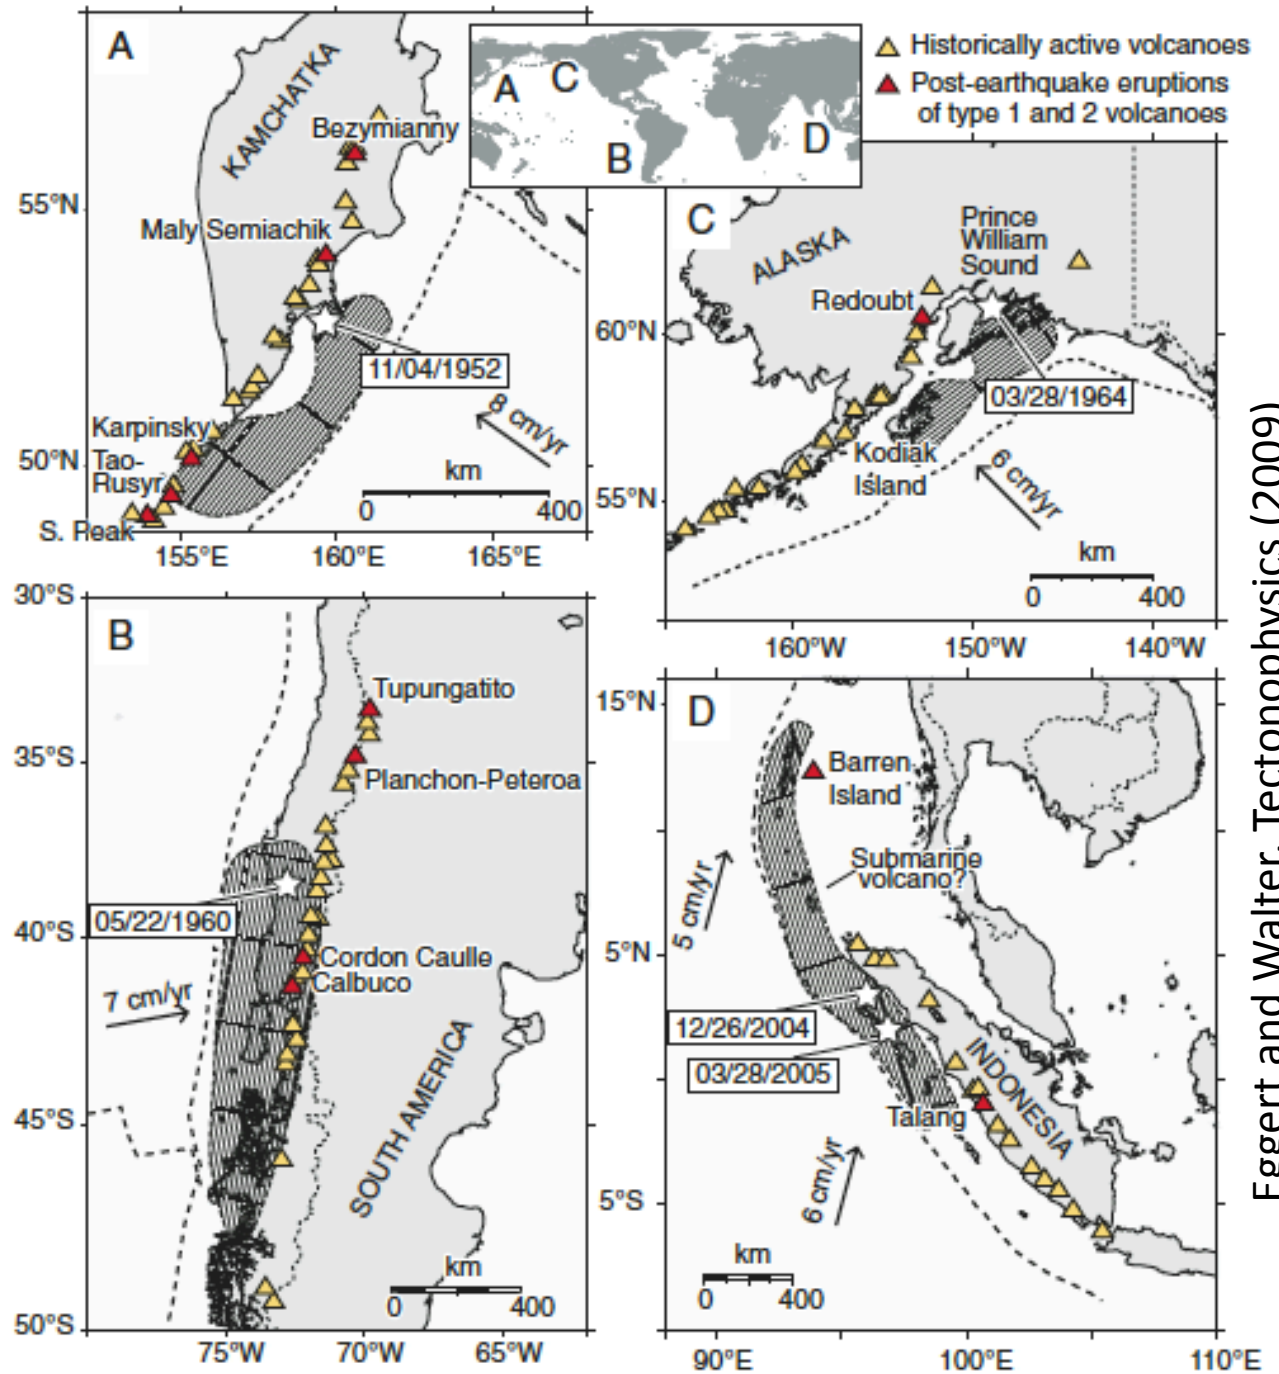 A
KAMCHATKA
Bezymianny
Maly Semiachik
11/04/1952
8 cm/yr
Karpinsky
Tao-
Rusyr
S. Peak
km
0 400
55°N
50°N
155°E 160°E 165°E
A C B D
Historically active volcanoes
Post-earthquake eruptions
of type 1 and 2 volcanoes
C
ALASKA
Prince
William
Sound
Redoubt
03/28/1964
Kodiak
Island
6 cm/yr
km
0 400
60°N
55°N
160°W 150°W 140°W
B
30°S
35°S
40°S
45°S
50°S
Tupungatito
Planchon-Peteroa
05/22/1960
Cordon Caulle
Calbuco
7 cm/yr
SOUTH AMERICA
km
0 400
75°W 70°W 65°W
D
15°N
5°N
5°S
Barren
Island
Submarine
volcano?
5 cm/yr
12/26/2004
03/28/2005
INDONESIA
Talang
6 cm/yr
km
0 400
90°E 100°E 110°E
Eggert and Walter, Tectonophysics (2009)